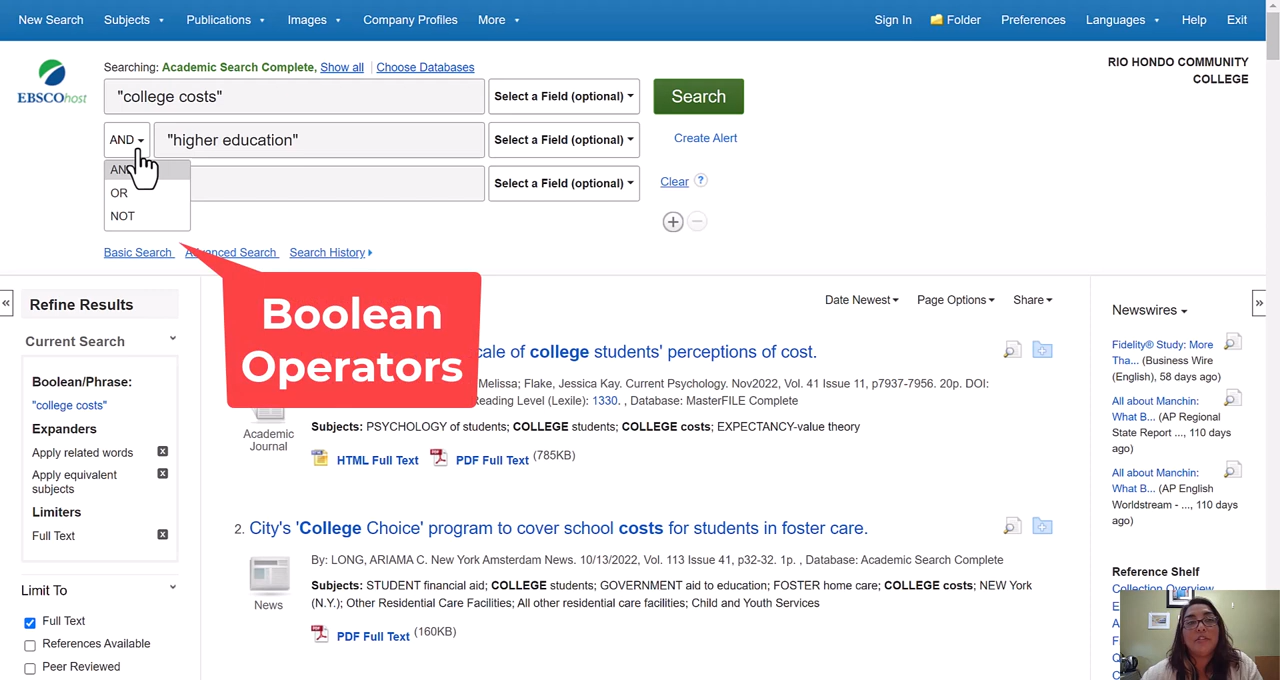 New Search Subjects Publications Images Company Profiles More Sign In Folder Preferences Languages Help Exit
Searching: Academic Search Complete, Show all | Choose Databases
RIO HONDO COMMUNITY
COLLEGE
EBSCOhost
"college costs" Select a Field (optional) Search
AND "higher education" Select a Field (optional) Create Alert
AND
OR
NOT
Select a Field (optional) Clear ?
Basic Search Advanced Search Search History
Boolean
Operators
Refine Results
Current Search
Boolean/Phrase:
"college costs"
Expanders
Apply related words
Apply equivalent
subjects
Limiters
Full Text
Limit To
Full Text
References Available
Peer Reviewed
Date Newest Page Options Share
cale of college students' perceptions of cost.
Melissa; Flake, Jessica Kay. Current Psychology. Nov2022, Vol. 41 Issue 11, p7937-7956. 20p. DOI:
Reading Level (Lexile): 1330. , Database: MasterFILE Complete
Academic
Journal
Subjects: PSYCHOLOGY of students; COLLEGE students; COLLEGE costs; EXPECTANCY-value theory
HTML Full Text PDF Full Text (785KB)
2. City's 'College Choice' program to cover school costs for students in foster care.
By: LONG, ARIAMA C. New York Amsterdam News. 10/13/2022, Vol. 113 Issue 41, p32-32. 1p. , Database: Academic Search Complete
News
Subjects: STUDENT financial aid; COLLEGE students; GOVERNMENT aid to education; FOSTER home care; COLLEGE costs; NEW York
(N.Y.); Other Residential Care Facilities; All other residential care facilities; Child and Youth Services
PDF Full Text (160KB)
Newswires
Fidelity® Study: More
Tha... (Business Wire
(English), 58 days ago)
All about Manchin:
What B... (AP Regional
State Report ..., 110 days
ago)
All about Manchin:
What B... (AP English
Worldstream - ..., 110 days
ago)
Reference Shelf
Collection Overview